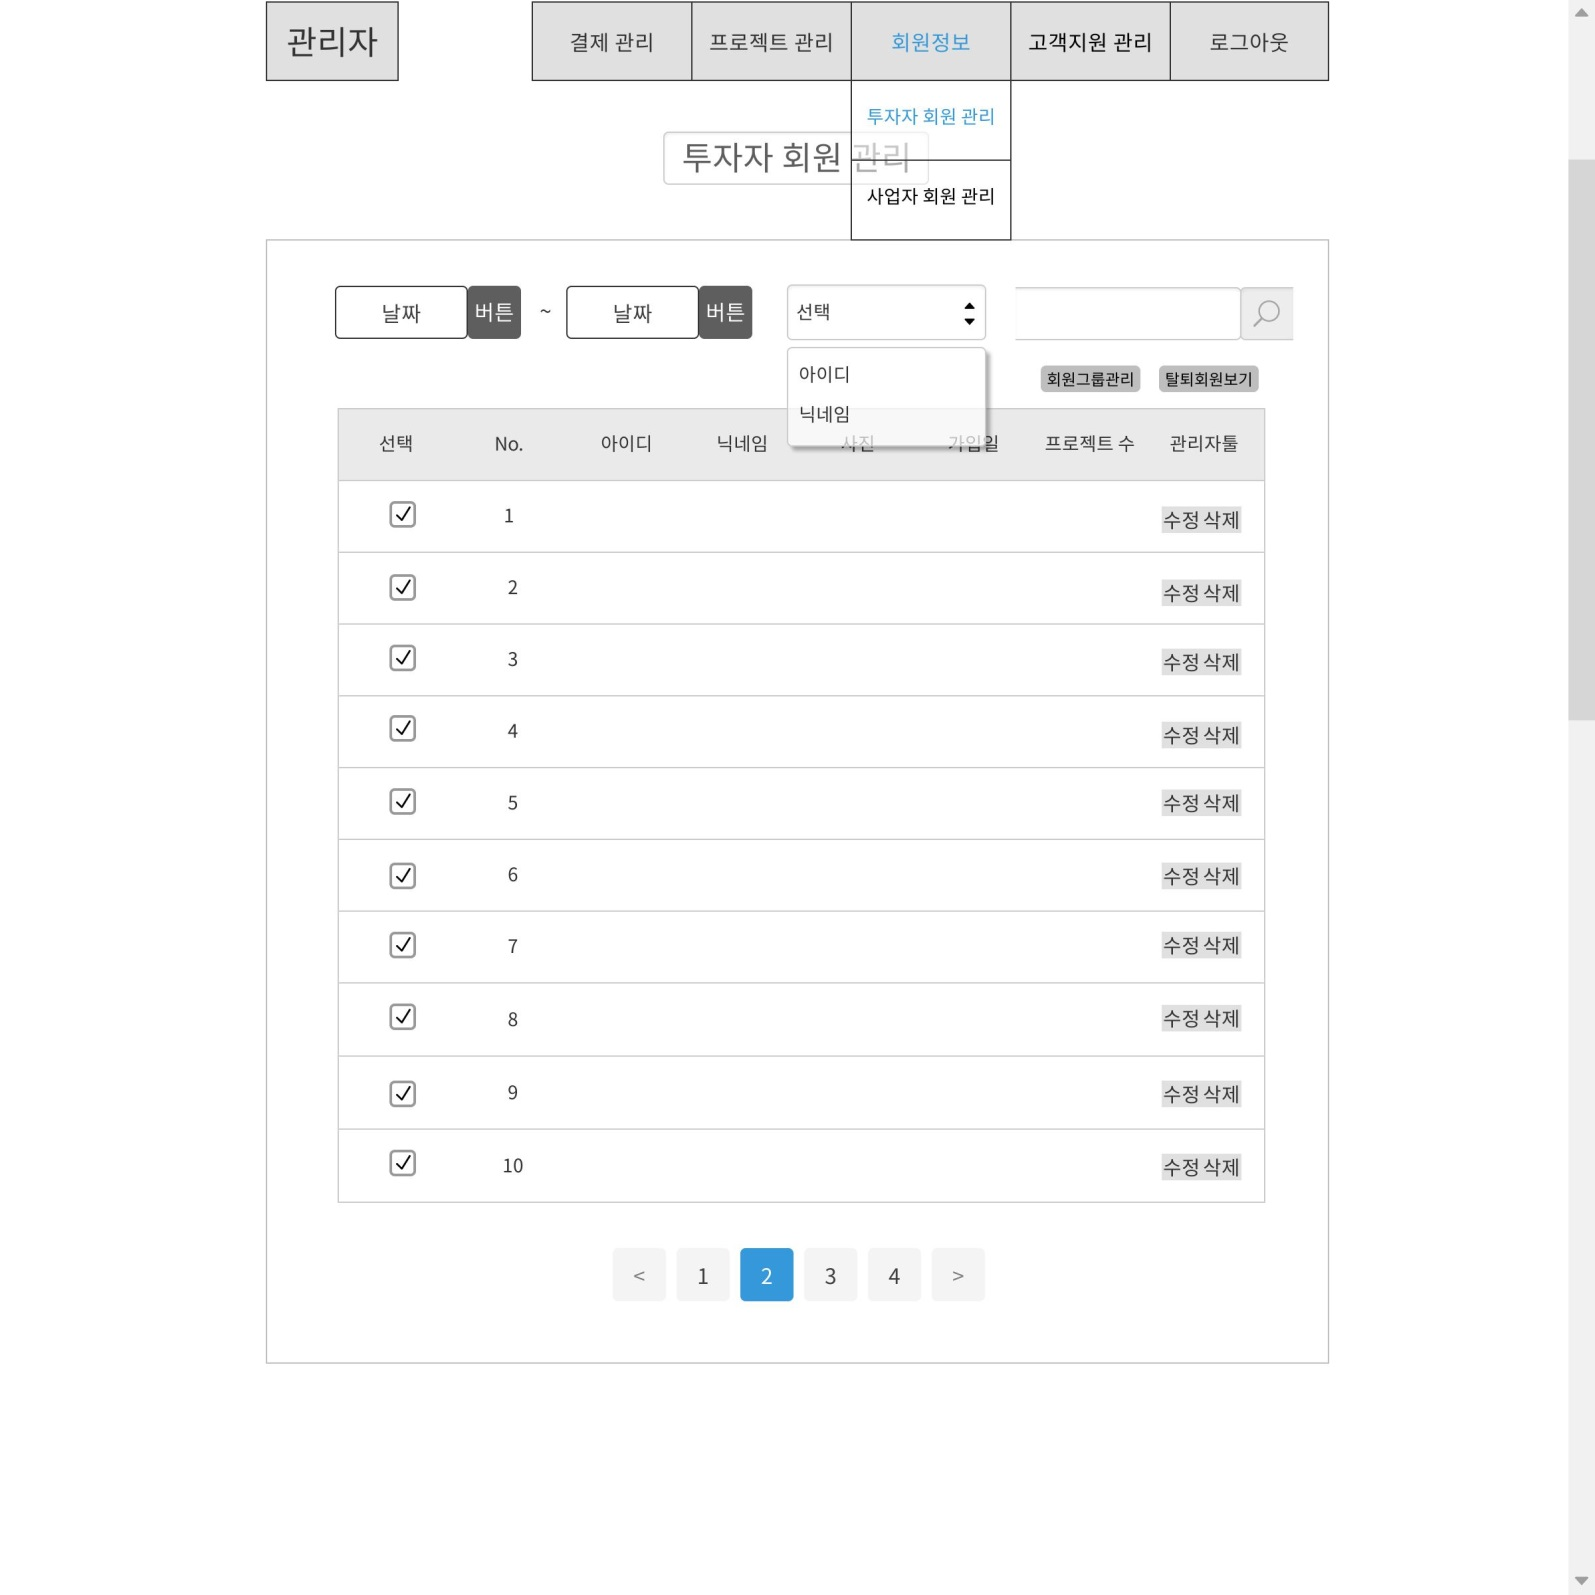 관리자 결제 관리 프로젝트 관리 회원정보 고객지원 관리 로그아웃
투자자 회원 관리
투자자 회원 관리
사업자 회원 관리
날짜 버튼 ~ 날짜 버튼 선택
아이디
닉네임
회원그룹관리 탈퇴회원보기
선택 No. 아이디 닉네임 사진 가입일 프로젝트 수 관리자툴
1 수정 삭제
2 수정 삭제
3 수정 삭제
4 수정 삭제
5 수정 삭제
6 수정 삭제
7 수정 삭제
8 수정 삭제
9 수정 삭제
10 수정 삭제
< 1 2 3 4 >